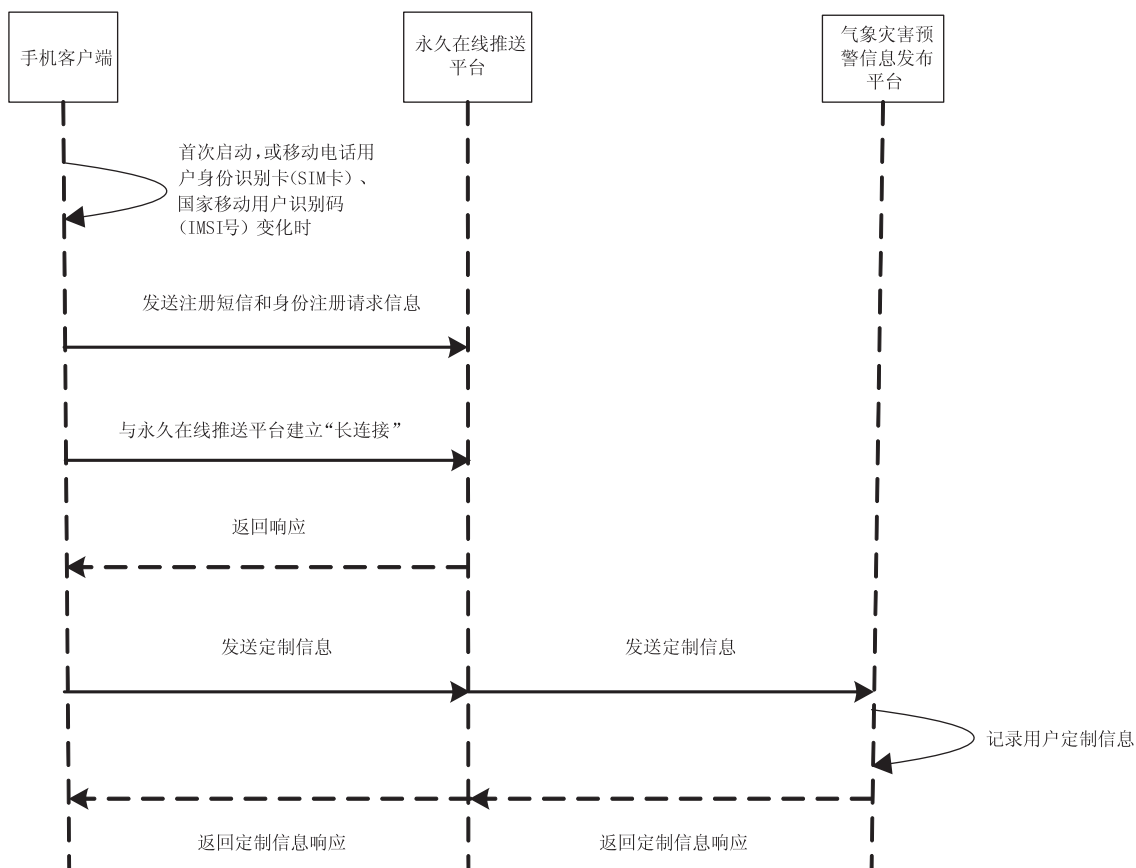 手机客户端
永久在线推送
平台
气象灾害预
警信息发布
平台
首次启动,或移动电话用
户身份识别卡(SIM卡)、
国家移动用户识别码
(IMSI号)变化时
发送注册短信和身份注册请求信息
与永久在线推送平台建立“长连接”
返回响应
发送定制信息
发送定制信息
记录用户定制信息
返回定制信息响应
返回定制信息响应